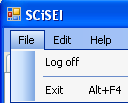 SCiSEI
File Edit Help
Log off
Exit Alt+F4